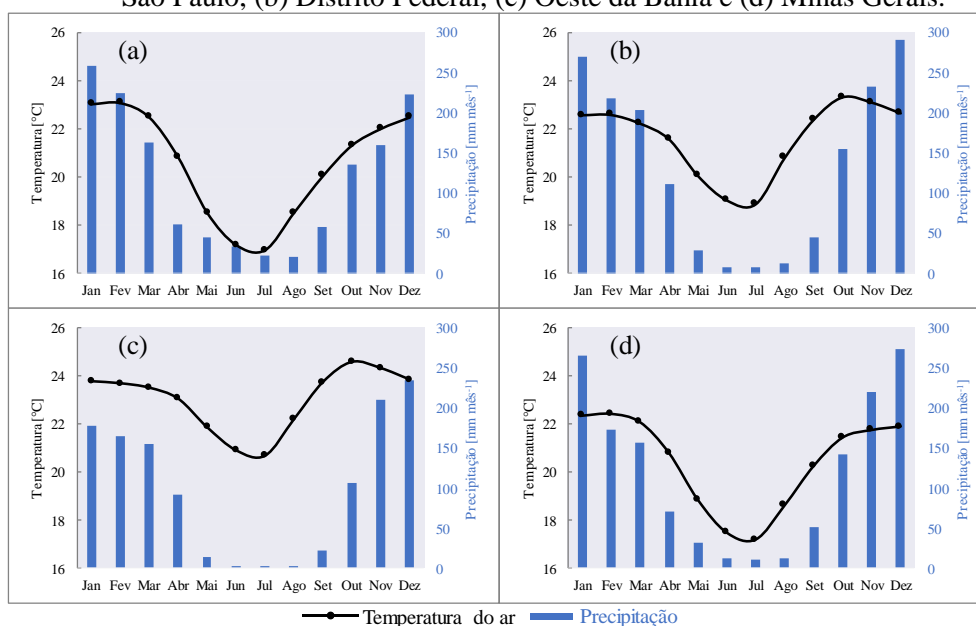 São Paulo; (b) Distrito Federal; (c) Oeste da Bahia e (d) Minas Gerais.
(a)
Temperatura [°C]
26
24
22
20
18
16
Jan Fev Mar Abr Mai Jun Jul Ago Set Out Nov Dez
300
250
200
150
100
50
0
Precipitação [mm mês⁻¹]
(b)
Temperatura [°C]
26
24
22
20
18
16
Jan Fev Mar Abr Mai Jun Jul Ago Set Out Nov Dez
300
250
200
150
100
50
0
Precipitação [mm mês⁻¹]
(c)
Temperatura [°C]
26
24
22
20
18
16
Jan Fev Mar Abr Mai Jun Jul Ago Set Out Nov Dez
300
250
200
150
100
50
0
Precipitação [mm mês⁻¹]
(d)
Temperatura [°C]
26
24
22
20
18
16
Jan Fev Mar Abr Mai Jun Jul Ago Set Out Nov Dez
300
250
200
150
100
50
0
Precipitação [mm mês⁻¹]
Temperatura do ar Precipitação